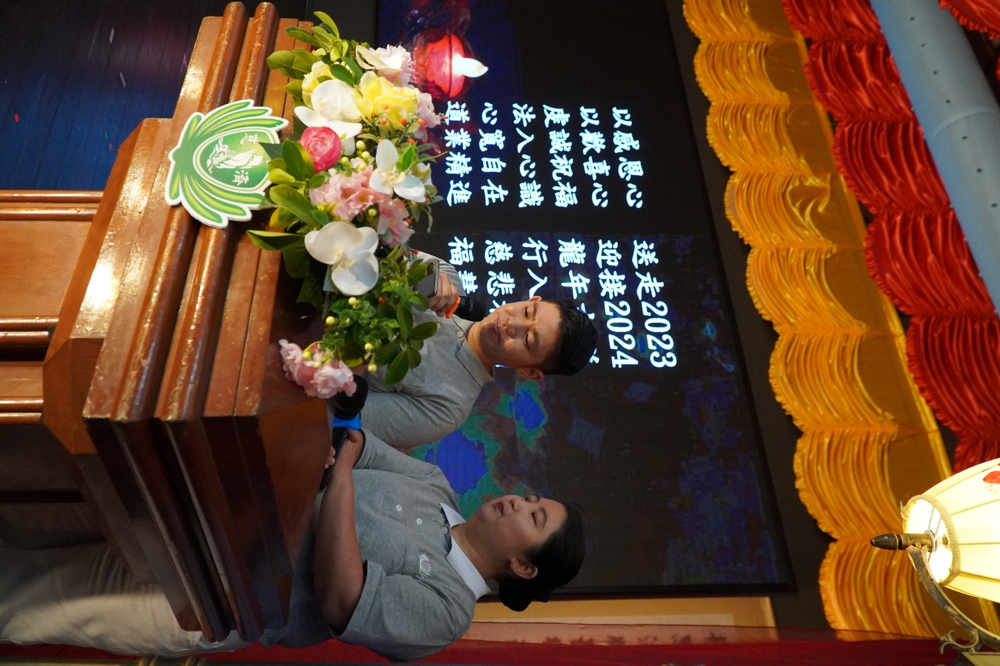 以感恩心 送走2023
以歡喜心 迎接2024
虔誠祝福 龍年
法入心識 行入
心寬自在 慈悲
道業精進 福慧
慈濟